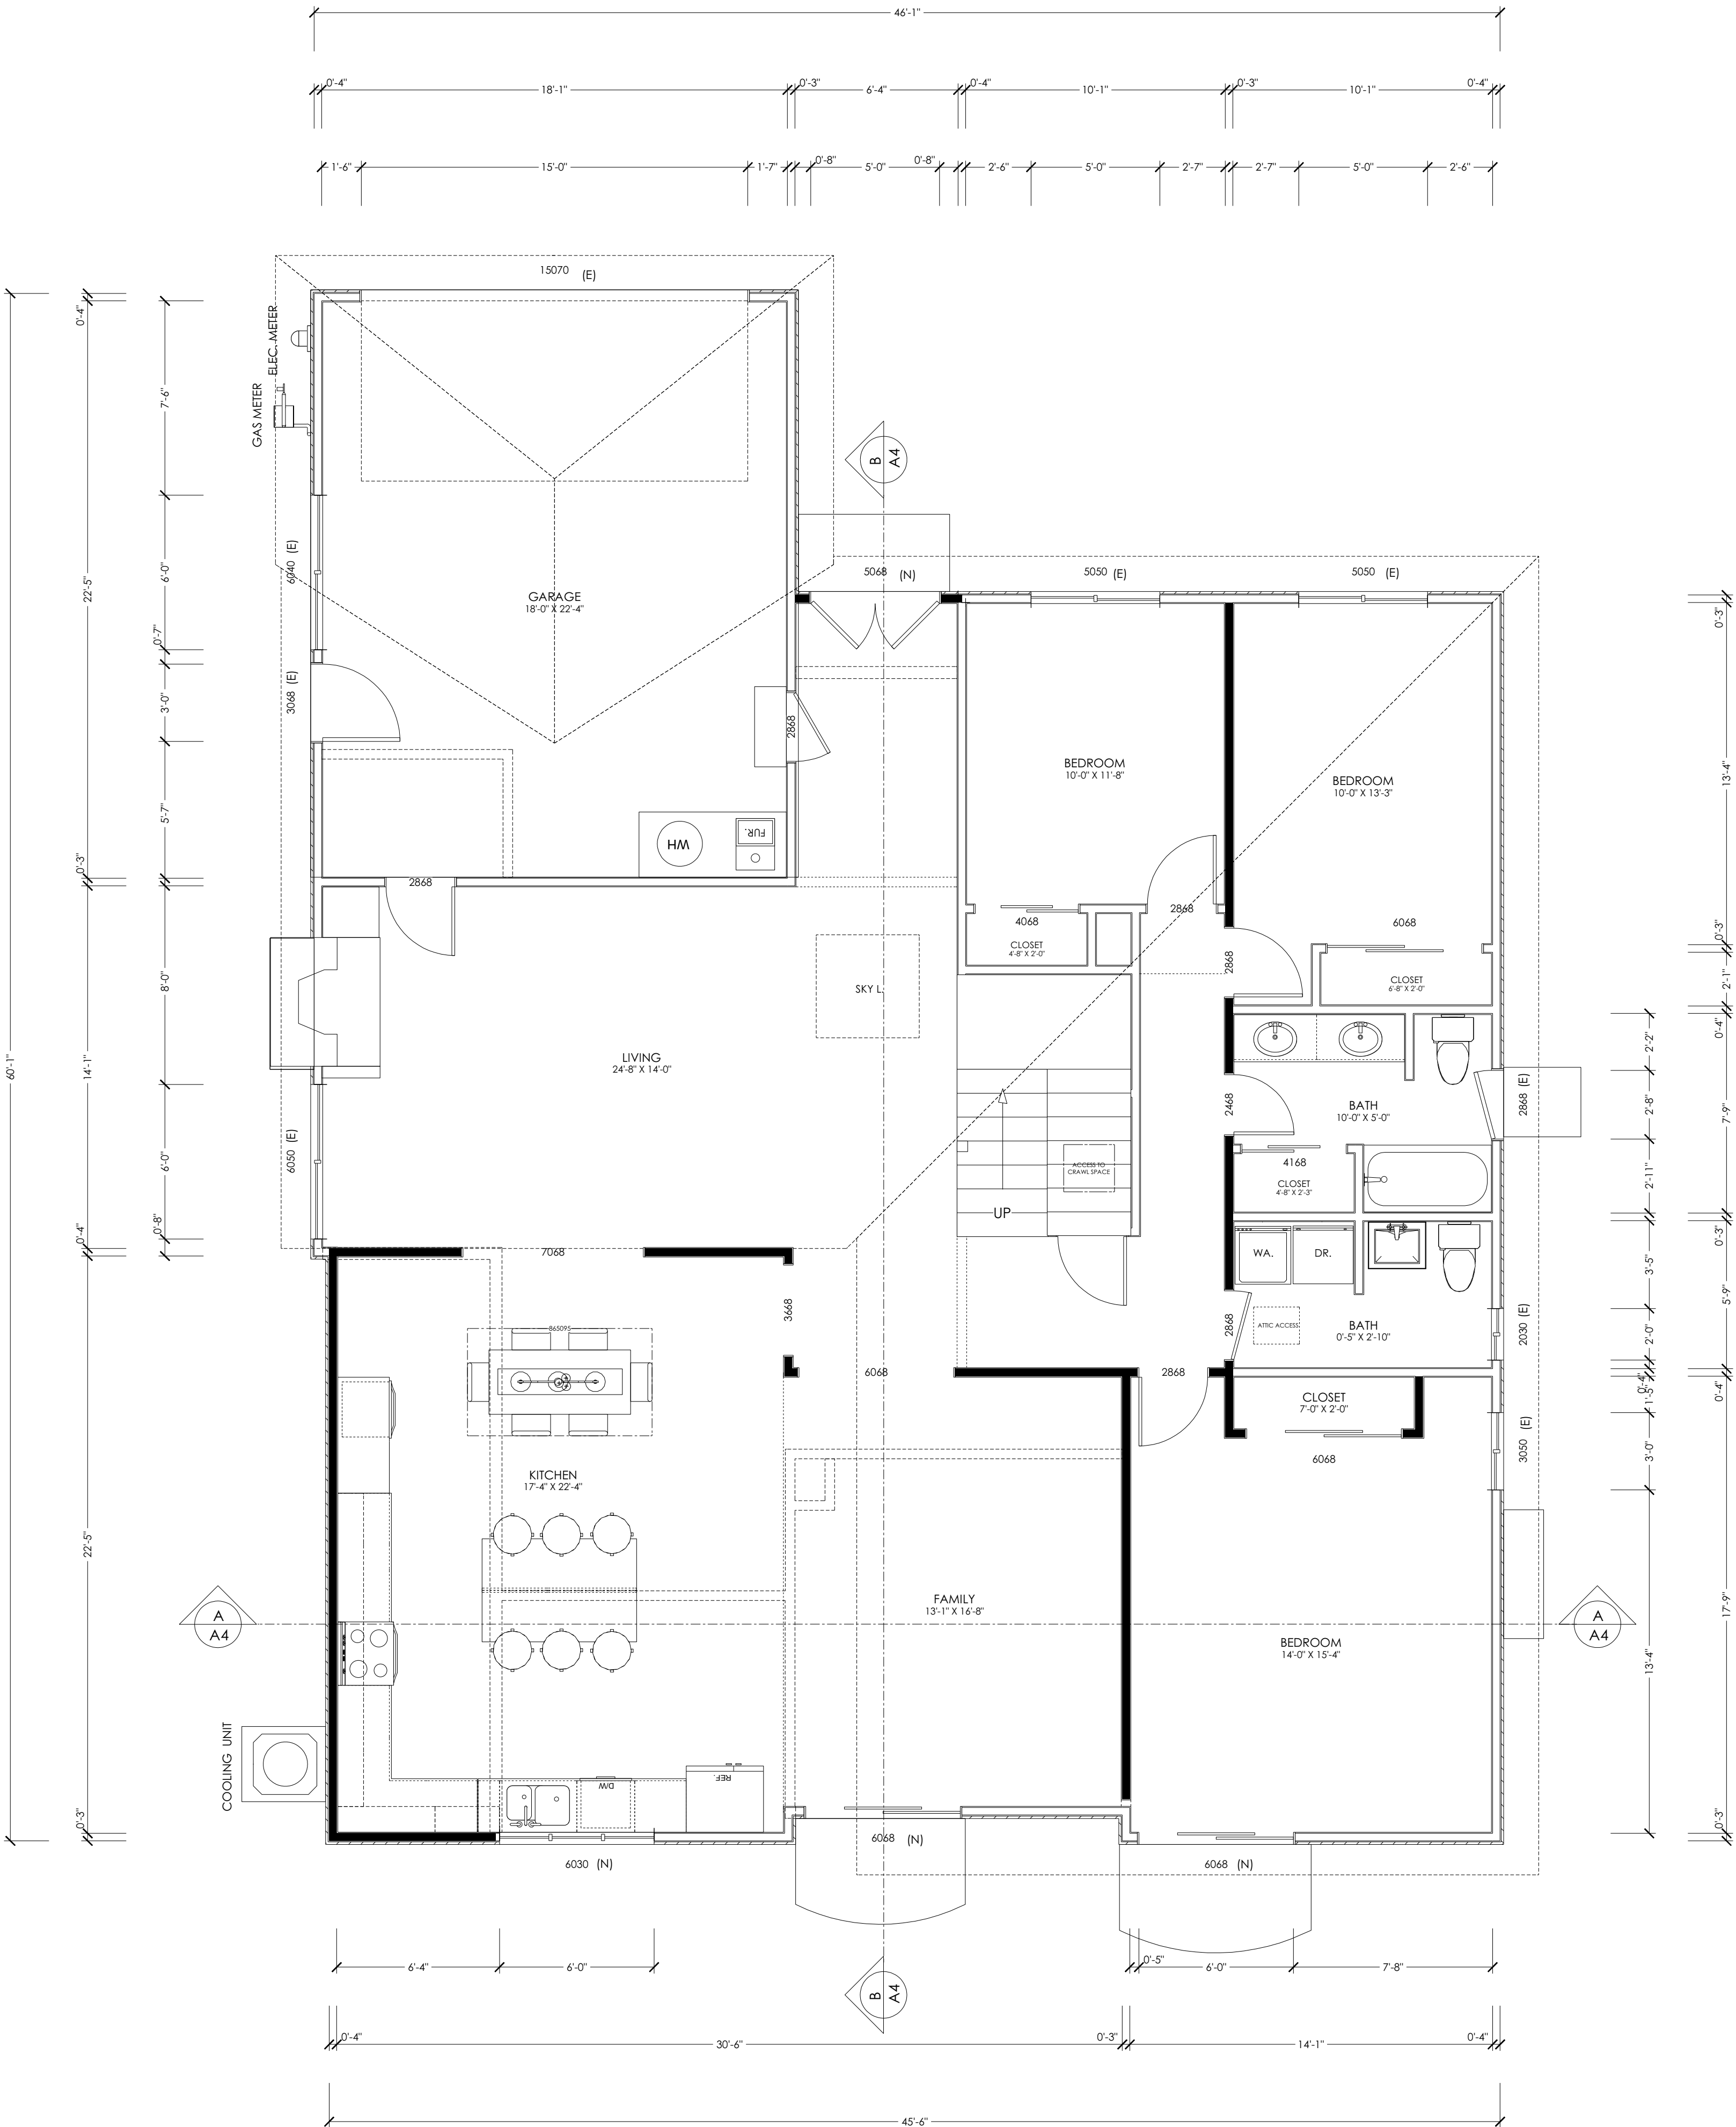 46'-1"
0'-4" 18'-1" 0'-3" 6'-4" 0'-4" 10'-1" 0'-3" 10'-1" 0'-4"
1'-6" 15'-0" 1'-7" 0'-8" 5'-0" 0'-8" 2'-6" 5'-0" 2'-7" 2'-7" 5'-0" 2'-6"
60'-1"
0'-4"
22'-5"
0'-3"
14'-1"
0'-4"
22'-5"
0'-3"
7'-6"
6'-0"
0'-7"
3'-0"
5'-7"
8'-0"
6'-0"
0'-8"
15070 (E)
ELEC. METER
GAS METER
6040 (E)
3068 (E)
GARAGE
18'-0" X 22'-4"
2868
WH
FUR.
2868
B
A4
5068 (N)
5050 (E)
5050 (E)
BEDROOM
10'-0" X 11'-8"
BEDROOM
10'-0" X 13'-3"
4068
CLOSET
4'-8" X 2'-0"
2868
2868
6068
CLOSET
6'-8" X 2'-0"
SKY L.
LIVING
24'-8" X 14'-0"
6050 (E)
ACCESS TO
CRAWL SPACE
UP
2468
BATH
10'-0" X 5'-0"
2868 (E)
4168
CLOSET
4'-8" X 2'-3"
WA.
DR.
2868
ATTIC ACCESS
BATH
0'-5" X 2'-10"
2030 (E)
7068
3668
865095
6068
2868
CLOSET
7'-0" X 2'-0"
6068
3050 (E)
KITCHEN
17'-4" X 22'-4"
FAMILY
13'-1" X 16'-8"
BEDROOM
14'-0" X 15'-4"
A
A4
A
A4
COOLING UNIT
D/W
REF.
6030 (N)
6068 (N)
6068 (N)
B
A4
2'-2"
2'-8"
2'-11"
3'-5"
2'-0"
0'-4"
1'-5"
3'-0"
13'-4"
0'-3"
13'-4"
0'-3"
2'-1"
0'-4"
7'-9"
0'-3"
5'-9"
0'-4"
17'-9"
0'-3"
6'-4" 6'-0" 0'-5" 6'-0" 7'-8"
0'-4" 30'-6" 0'-3" 14'-1" 0'-4"
45'-6"